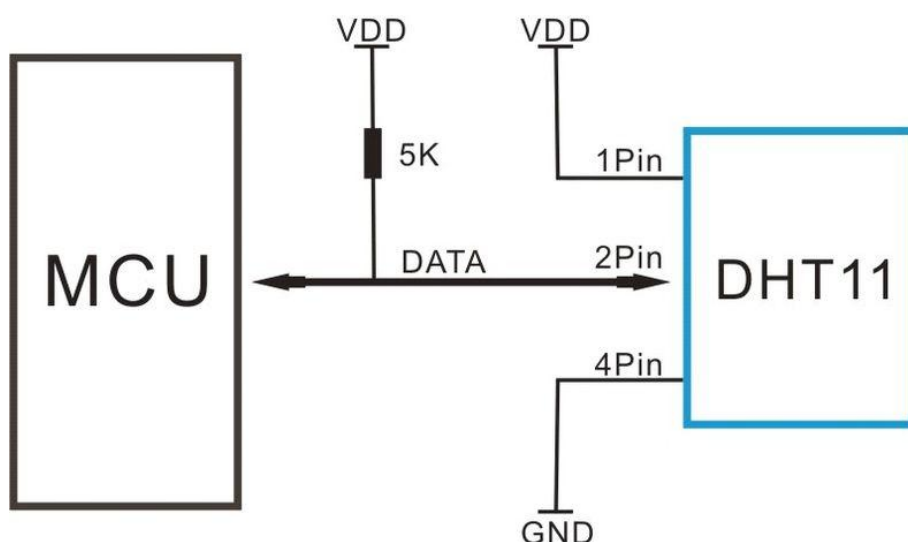 VDD
VDD
5K
1Pin
MCU
DATA
2Pin
DHT11
4Pin
GND